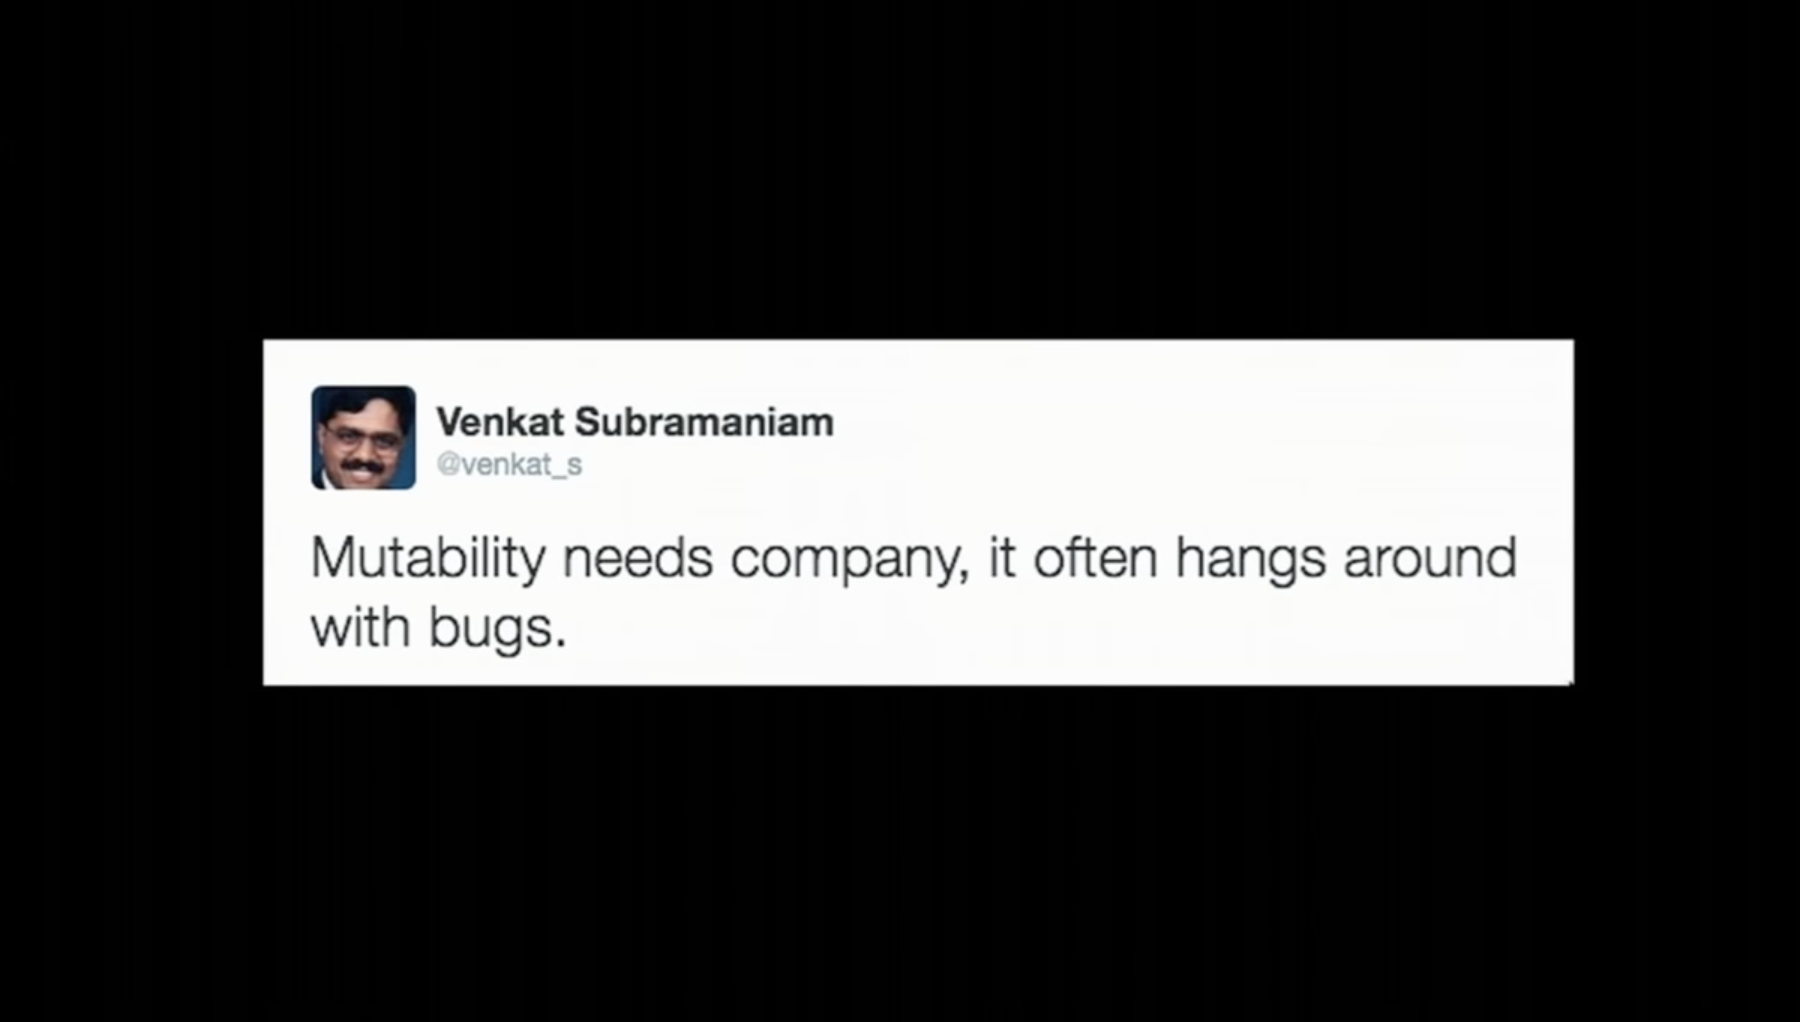 Venkat Subramaniam
@venkat_s
Mutability needs company, it often hangs around
with bugs.